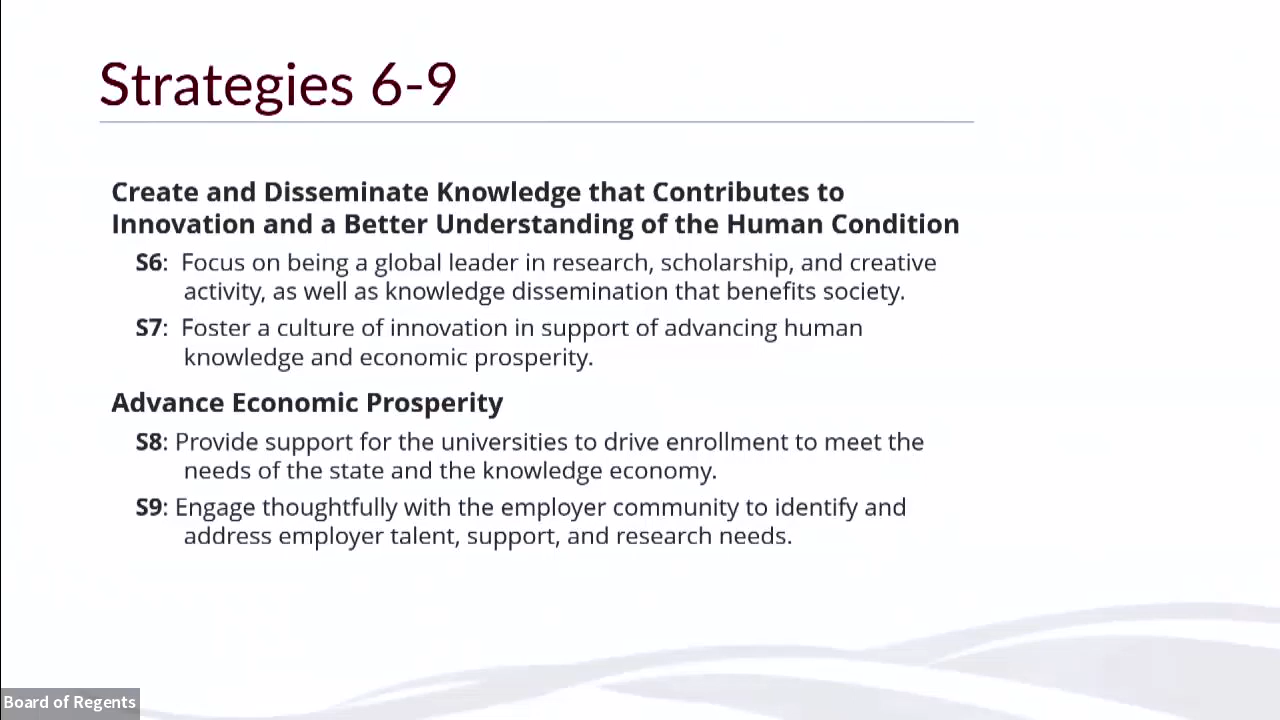 Strategies 6-9
Create and Disseminate Knowledge that Contributes to
Innovation and a Better Understanding of the Human Condition
S6: Focus on being a global leader in research, scholarship, and creative
activity, as well as knowledge dissemination that benefits society.
S7: Foster a culture of innovation in support of advancing human
knowledge and economic prosperity.
Advance Economic Prosperity
S8: Provide support for the universities to drive enrollment to meet the
needs of the state and the knowledge economy.
S9: Engage thoughtfully with the employer community to identify and
address employer talent, support, and research needs.
Board of Regents